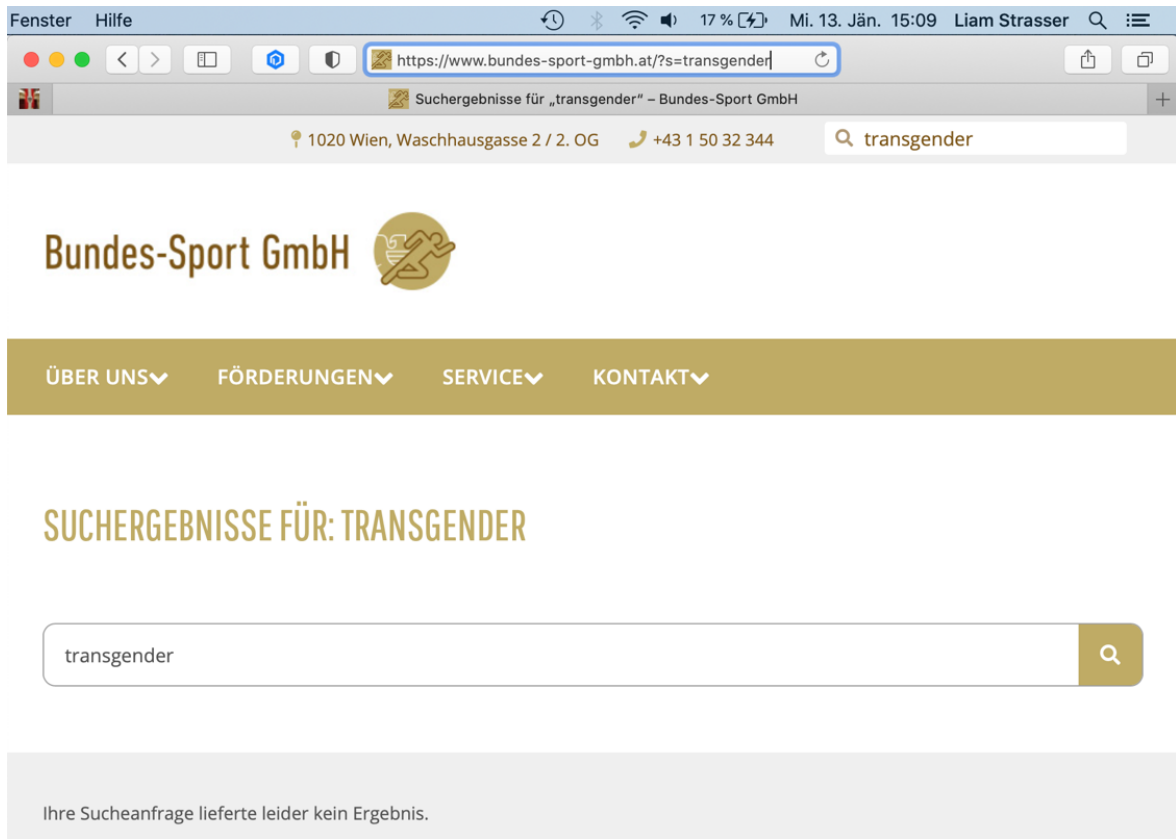 Fenster Hilfe 17 % Mi. 13. Jän. 15:09 Liam Strasser
https://www.bundes-sport-gmbh.at/?s=transgender
Suchergebnisse für „transgender“ – Bundes-Sport GmbH
1020 Wien, Waschhausgasse 2 / 2. OG +43 1 50 32 344 transgender
Bundes-Sport GmbH
ÜBER UNS FÖRDERUNGEN SERVICE KONTAKT
SUCHERGEBNISSE FÜR: TRANSGENDER
transgender
Ihre Sucheanfrage lieferte leider kein Ergebnis.